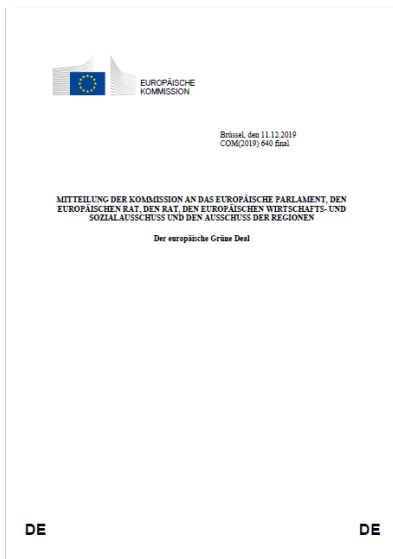 EUROPÄISCHE
KOMMISSION
Brüssel, den 11.12.2019
COM(2019) 640 final
MITTEILUNG DER KOMMISSION AN DAS EUROPÄISCHE PARLAMENT, DEN
EUROPÄISCHEN RAT, DEN RAT, DEN EUROPÄISCHEN WIRTSCHAFTS- UND
SOZIALAUSSCHUSS UND DEN AUSSCHUSS DER REGIONEN
Der europäische Grüne Deal
DE DE